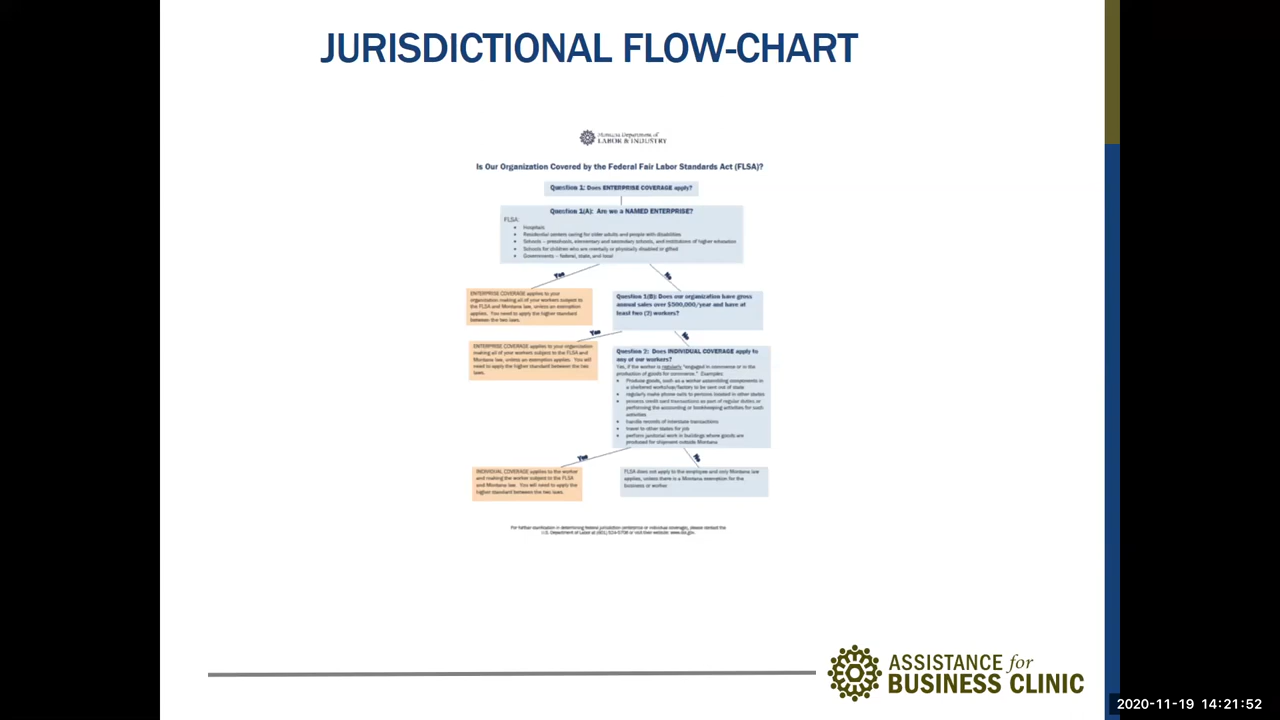 JURISDICTIONAL FLOW-CHART
Montana Department of
LABOR & INDUSTRY
Is Our Organization Covered by the Federal Fair Labor Standards Act (FLSA)?
Question 1: Does ENTERPRISE COVERAGE apply?
Question 1(A): Are we a NAMED ENTERPRISE?
FLSA:
• Hospitals
• Residential centers caring for older adults and people with disabilities
• Schools – preschools, elementary and secondary schools, and institutions of higher education
• Schools for children who are mentally or physically disabled or gifted
• Governments – federal, state, and local
Yes
No
ENTERPRISE COVERAGE applies to your
organization making all of your workers subject to
the FLSA and Montana law, unless an exemption
applies. You need to apply the higher standard
between the two laws.
Question 1(B): Does our organization have gross
annual sales over $500,000/year and have at
least two (2) workers?
Yes
No
ENTERPRISE COVERAGE applies to your organization
making all of your workers subject to the FLSA and
Montana law, unless an exemption applies. You will
need to apply the higher standard between the two
laws.
Question 2: Does INDIVIDUAL COVERAGE apply to
any of our workers?
Yes, if the worker is regularly "engaged in commerce or in the
production of goods for commerce." Examples:
• Produce goods, such as a worker assembling components in
a sheltered workshop/factory to be sent out of state
• regularly make phone calls to persons located in other states
• process credit card transactions as part of regular duties or
performing the accounting or bookkeeping activities for such
activities
• handle records of interstate transactions
• travel to other states for job
• perform janitorial work in buildings where goods are
produced for shipment outside Montana
Yes
No
INDIVIDUAL COVERAGE applies to the worker
and making the worker subject to the FLSA
and Montana law. You will need to apply the
higher standard between the two laws.
FLSA does not apply to the employee and only Montana law
applies, unless there is a Montana exemption for the
business or worker
For further clarification in determining federal jurisdiction (enterprise or individual coverage), please contact the
U.S. Department of Labor at or visit their website: www.dol.gov.
ASSISTANCE for
BUSINESS CLINIC
2020-11-19 14:21:52